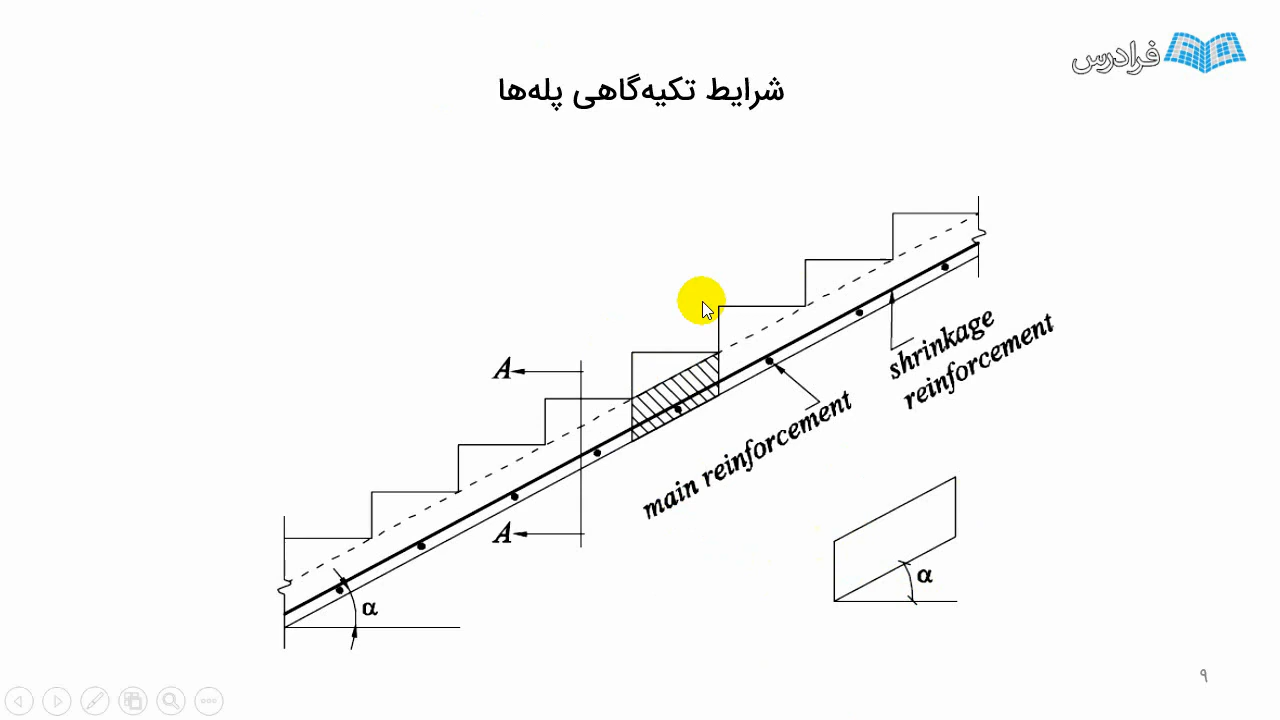 فرادرس
شرایط تکیه‌گاهی پله‌ها
A
shrinkage
reinforcement
main reinforcement
A
α
α
۹